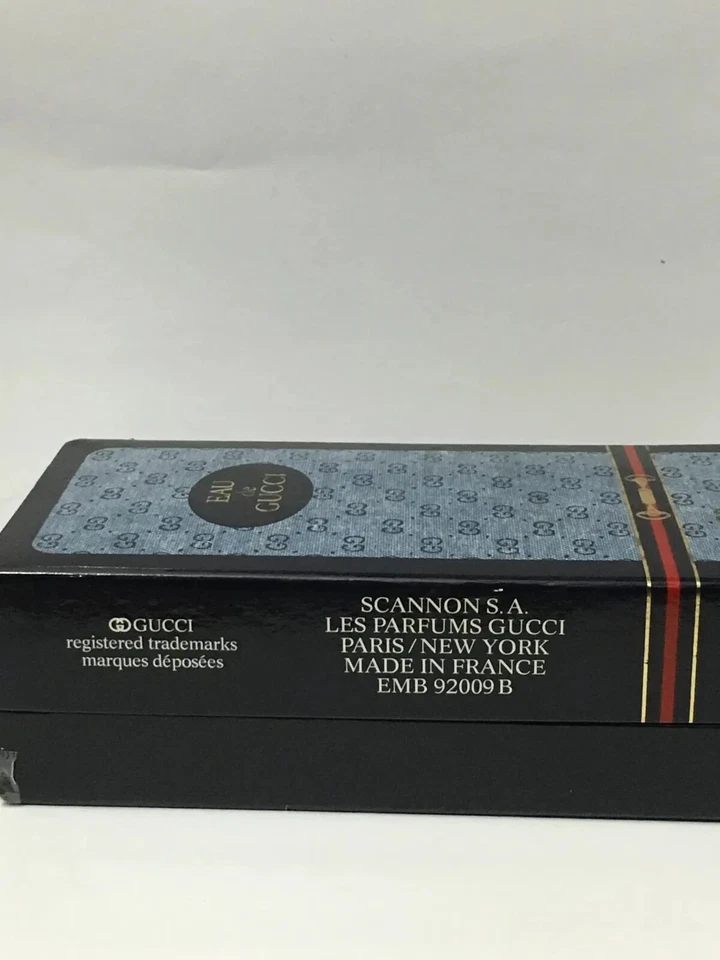 EAU
de
GUCCI
GUCCI
registered trademarks
marques déposées
SCANNON S.A.
LES PARFUMS GUCCI
PARIS/NEW YORK
MADE IN FRANCE
EMB 92009 B